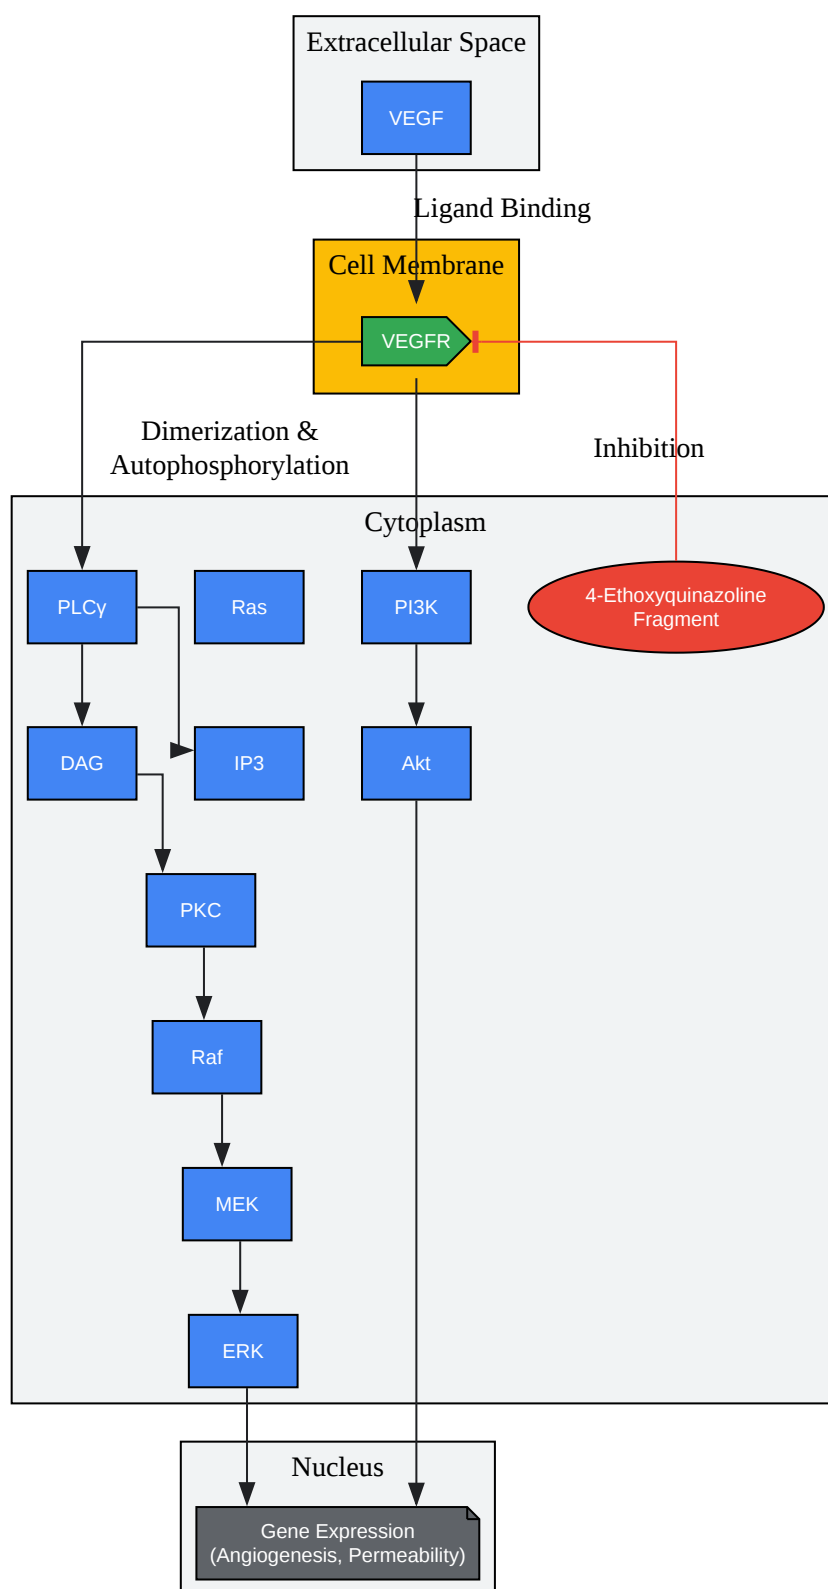 Extracellular Space
VEGF
Ligand Binding
Cell Membrane
VEGFR
Dimerization &
Autophosphorylation
Inhibition
Cytoplasm
PLCγ
Ras
PI3K
4-Ethoxyquinazoline
Fragment
DAG
IP3
Akt
PKC
Raf
MEK
ERK
Nucleus
Gene Expression
(Angiogenesis, Permeability)